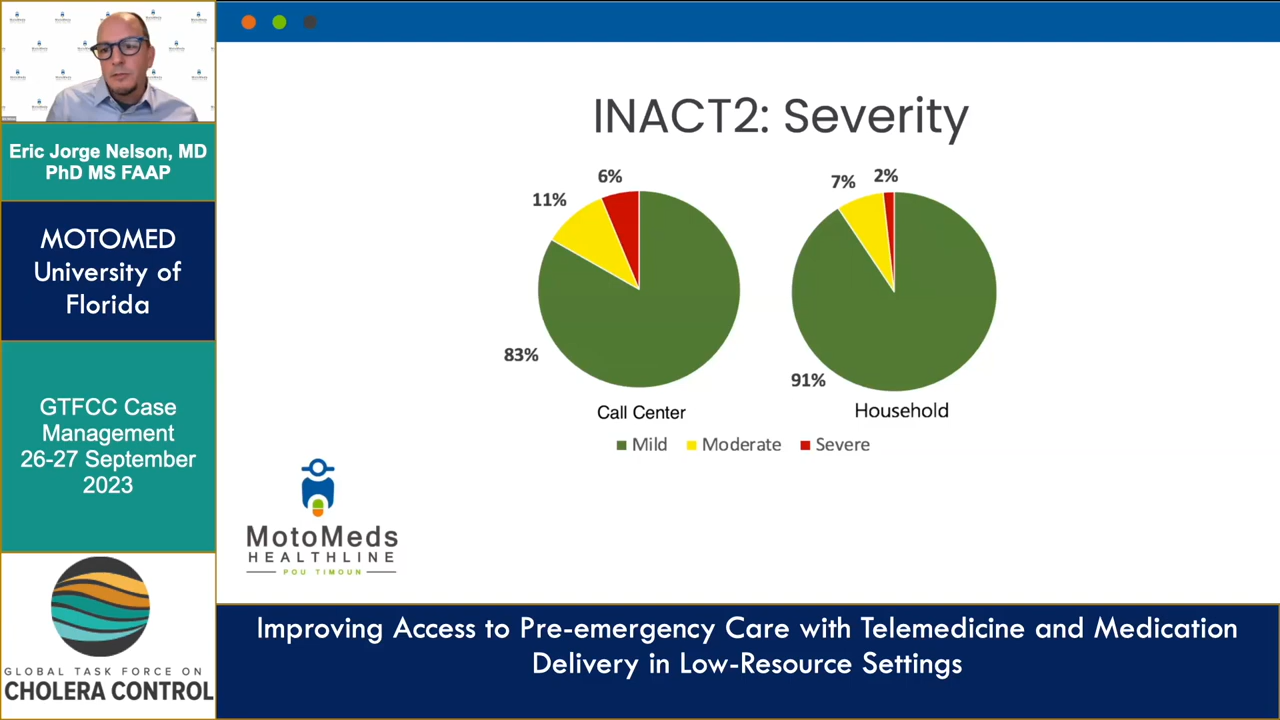 Eric Jorge Nelson, MD
PhD MS FAAP
MOTOMED
University of
Florida
GTFCC Case
Management
26-27 September
2023
GLOBAL TASK FORCE ON
CHOLERA CONTROL
INACT2: Severity
6%
11%
83%
Call Center
2%
7%
91%
Household
Mild
Moderate
Severe
MotoMeds
HEALTHLINE
POU TIMOUN
Improving Access to Pre-emergency Care with Telemedicine and Medication
Delivery in Low-Resource Settings